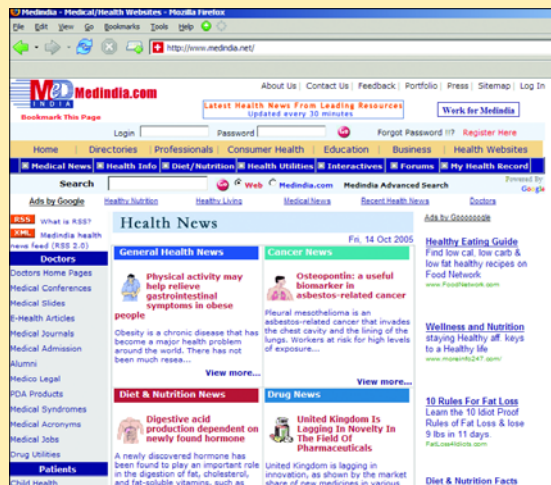 Medindia - Medical/Health Websites - Mozilla Firefox
File Edit View Go Bookmarks Tools Help
http://www.medindia.net/
About Us | Contact Us | Feedback | Portfolio | Press | Sitemap | Log In
MeD INDIA
Medindia.com
Bookmark This Page
Latest Health News From Leading Resources
Updated every 30 minutes
Work for Medindia
Login Password Go Forgot Password !!? Register Here
Home | Directories | Professionals | Consumer Health | Education | Business | Health Websites
Medical News Health Info Diet/Nutrition Health Utilities Interactives Forums My Health Record
Search Go Web Medindia.com Medindia Advanced Search Powered By Google
Ads by Google Healthy Nutrition Healthy Living Medical News Recent Health News Doctors
RSS What is RSS?
XML Medindia health
news feed (RSS 2.0)
Doctors
Doctors Home Pages
Medical Conferences
Medical Slides
E-Health Articles
Medical Journals
Medical Admission
Alumni
Medico Legal
PDA Products
Medical Syndromes
Medical Acronyms
Medical Jobs
Drug Utilities
Patients
Child Health
Health News
Fri, 14 Oct 2005
General Health News
Physical activity may
help relieve
gastrointestinal
symptoms in obese
people
Obesity is a chronic disease that has
become a major health problem
around the world. There has not
been much resea...
View more...
Cancer News
Osteopontin: a useful
biomarker in
asbestos-related cancer
Pleural mesothelioma is an
asbestos-related cancer that invades
the chest cavity and the lining of the
lungs. Workers at risk for high levels
of exposure...
View more...
Diet & Nutrition News
Digestive acid
production dependent on
newly found hormone
A newly discovered hormone has
been found to play an important role
in the digestion of fat, cholesterol,
and fat-soluble vitamins, such as
Drug News
United Kingdom Is
Lagging In Novelty In
The Field Of
Pharmaceuticals
United Kingdom is lagging in
innovation, as shown by the market
share of new medicines in various
Ads by Gooooogle
Healthy Eating Guide
Find low cal, low carb &
low fat healthy recipes on
Food Network
www.FoodNetwork.com
Wellness and Nutrition
staying Healthy aff. keys
to a Healthy life
www.moreinfo247.com/
10 Rules For Fat Loss
Learn the 10 Idiot Proof
Rules of Fat Loss & lose
9 lbs in 11 days.
FatLoss4Idiots.com
Diet & Nutrition Facts